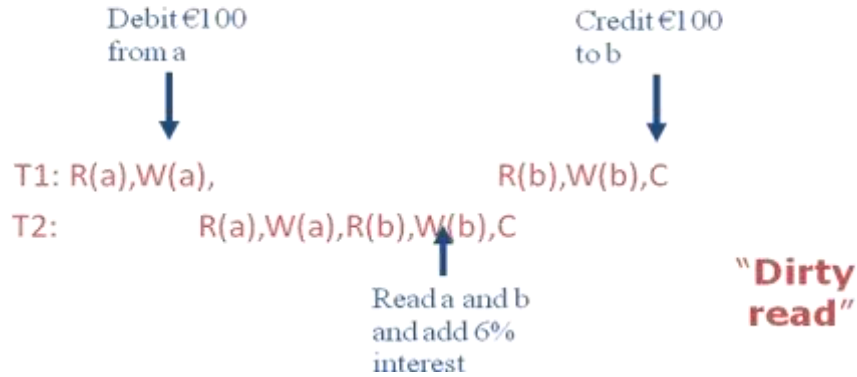 Debit €100
from a
Credit €100
to b
T1: R(a),W(a), R(b),W(b),C
T2: R(a),W(a),R(b),W(b),C
Read a and b
and add 6%
interest
"Dirty
read"